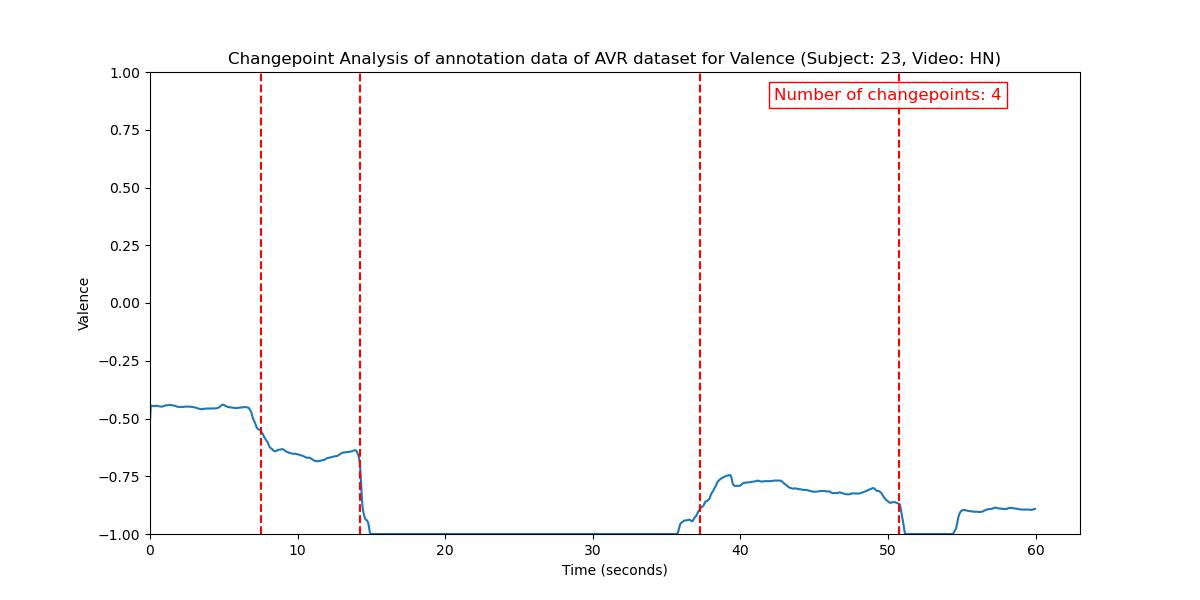 Changepoint Analysis of annotation data of AVR dataset for Valence (Subject: 23, Video: HN)
Number of changepoints: 4
1.00
0.75
0.50
0.25
0.00
−0.25
−0.50
−0.75
−1.00
Valence
0 10 20 30 40 50 60
Time (seconds)